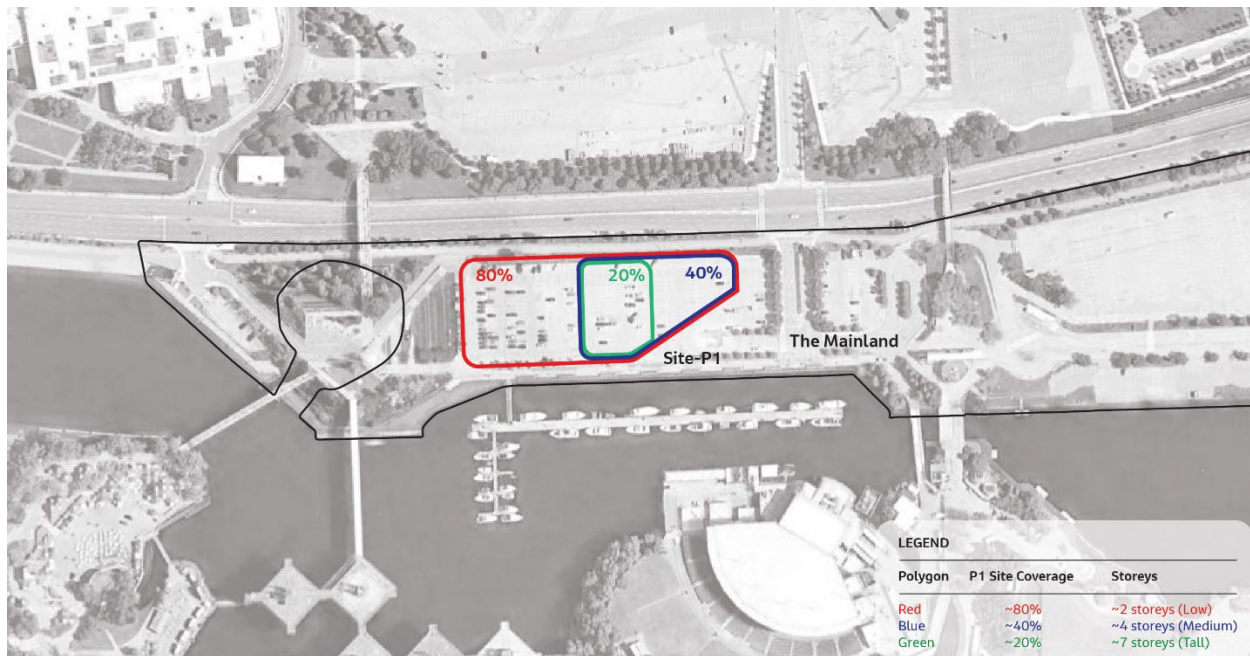 80%
20%
40%
Site-P1
The Mainland
LEGEND
Polygon P1 Site Coverage Storeys
Red ~80% ~2 storeys (Low)
Blue ~40% ~4 storeys (Medium)
Green ~20% ~7 storeys (Tall)